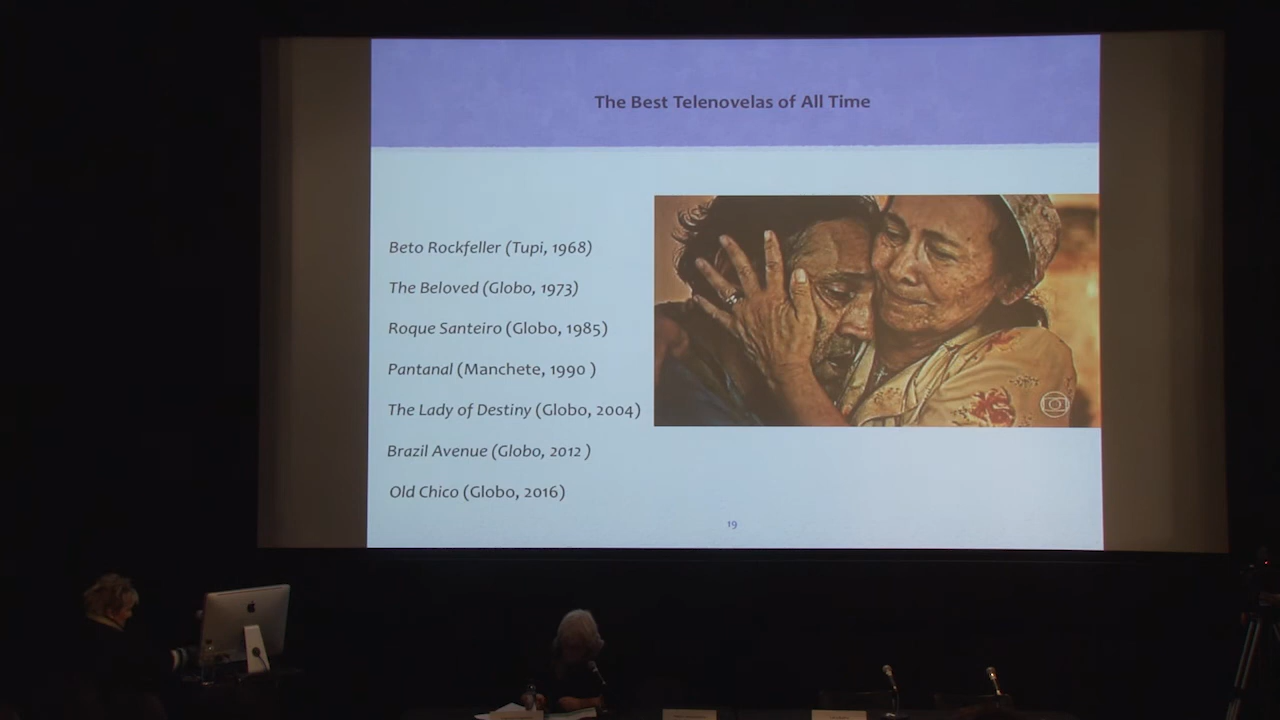 The Best Telenovelas of All Time
Beto Rockfeller (Tupi, 1968)
The Beloved (Globo, 1973)
Roque Santeiro (Globo, 1985)
Pantanal (Manchete, 1990 )
The Lady of Destiny (Globo, 2004)
Brazil Avenue (Globo, 2012 )
Old Chico (Globo, 2016)
19